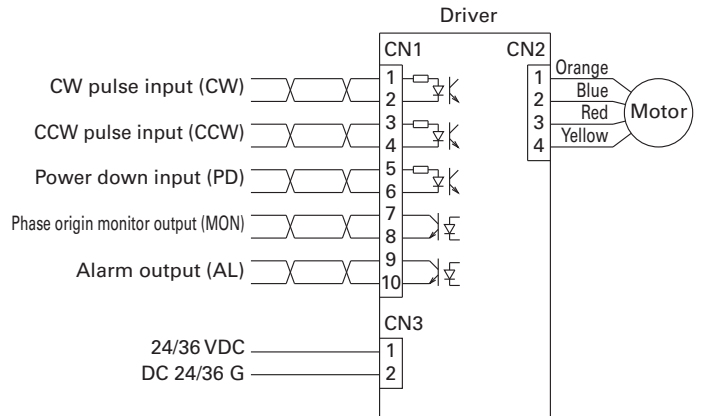 Driver
CN1
CN2
CW pulse input (CW)
1
2
CCW pulse input (CCW)
3
4
Power down input (PD)
5
6
Phase origin monitor output (MON)
7
8
Alarm output (AL)
9
10
1 Orange
2 Blue
3 Red
4 Yellow
Motor
CN3
24/36 VDC 1
DC 24/36 G 2